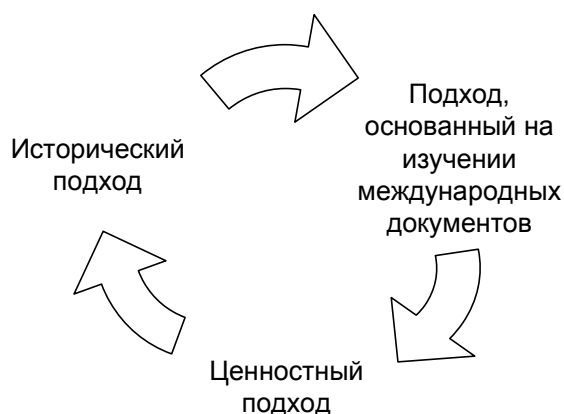 Исторический
подход
Подход,
основанный на
изучении
международных
документов
Ценностный
подход